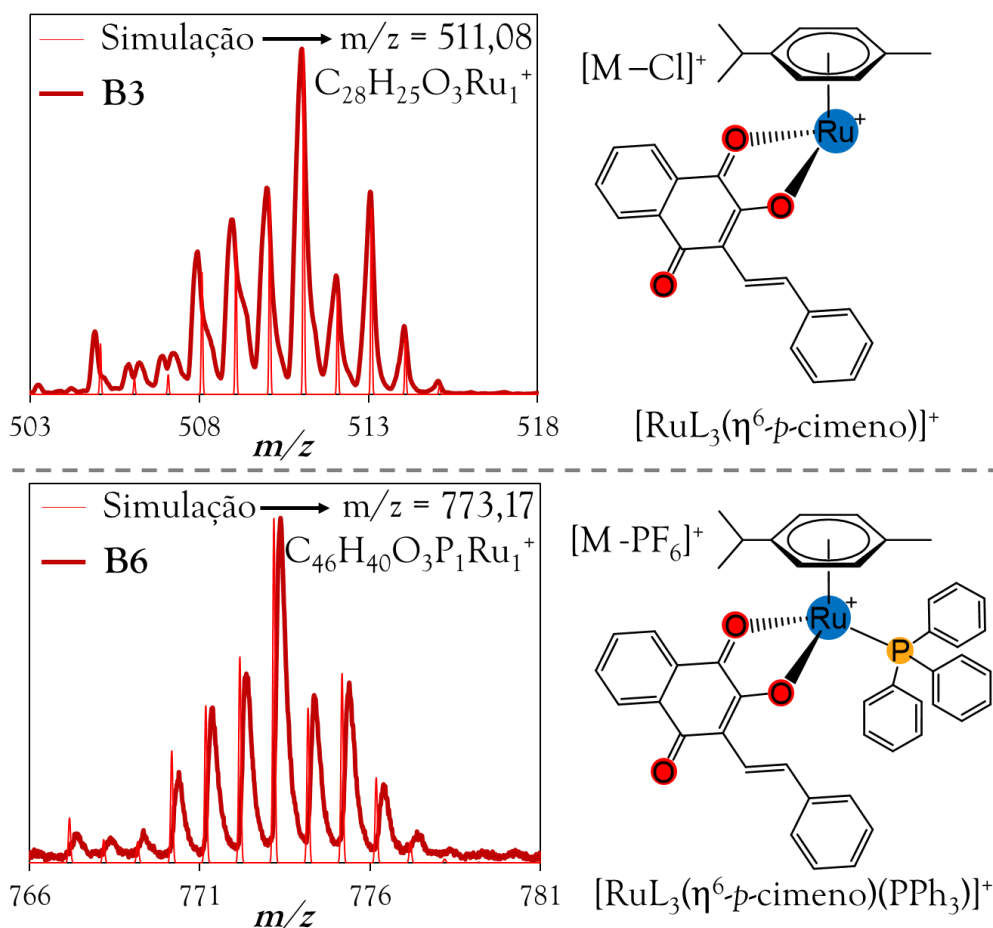 Simulação → m/z = 511,08
B3
C₂₈H₂₅O₃Ru₁⁺
503 508 513 518
m/z
[M –Cl]⁺
Ru⁺
O
O
O
[RuL₃(η⁶-p-cimeno)]⁺
Simulação → m/z = 773,17
B6
C₄₆H₄₀O₃P₁Ru₁⁺
766 771 776 781
m/z
[M -PF₆]⁺
Ru⁺
O
P
O
O
[RuL₃(η⁶-p-cimeno)(PPh₃)]⁺